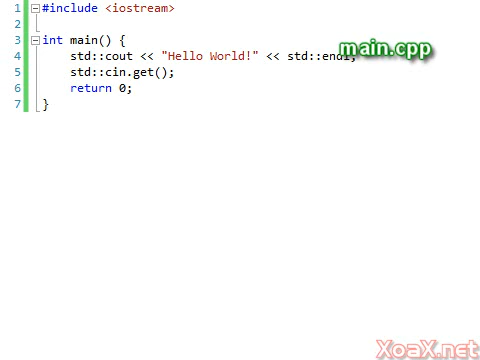 1 #include <iostream>
2
3 int main() {
4     std::cout << "Hello World!" << std::endl;
main.cpp
5     std::cin.get();
6     return 0;
7 }
XoaX.net